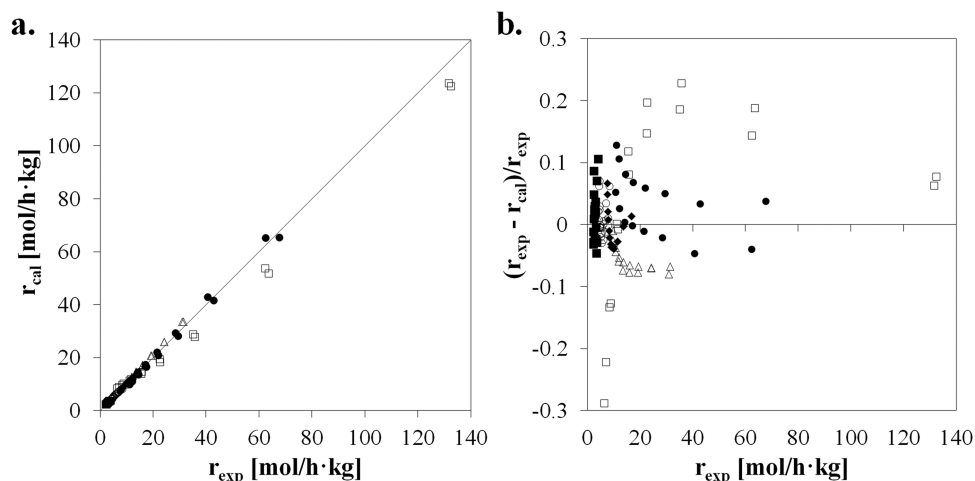 a.
140
120
100
80
60
40
20
0
r_cal [mol/h·kg]
0 20 40 60 80 100 120 140
r_exp [mol/h·kg]
b.
0.3
0.2
0.1
0
-0.1
-0.2
-0.3
(r_exp - r_cal)/r_exp
0 20 40 60 80 100 120 140
r_exp [mol/h·kg]